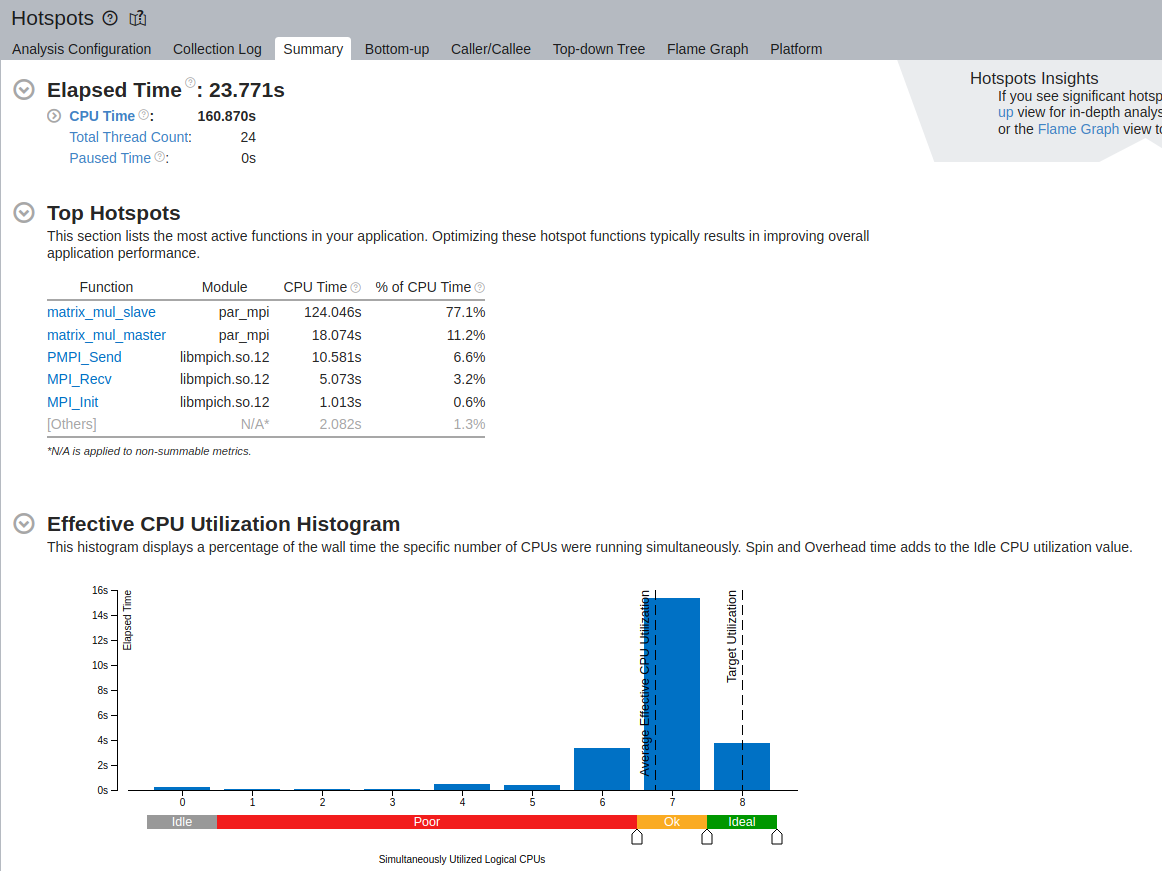 Hotspots
Analysis Configuration Collection Log Summary Bottom-up Caller/Callee Top-down Tree Flame Graph Platform
Elapsed Time ? : 23.771s
CPU Time ? : 160.870s
Total Thread Count: 24
Paused Time ? : 0s
Hotspots Insights
If you see significant hotsp
up view for in-depth analys
or the Flame Graph view to
Top Hotspots
This section lists the most active functions in your application. Optimizing these hotspot functions typically results in improving overall
application performance.
Function Module CPU Time ? % of CPU Time ?
matrix_mul_slave par_mpi 124.046s 77.1%
matrix_mul_master par_mpi 18.074s 11.2%
PMPI_Send libmpich.so.12 10.581s 6.6%
MPI_Recv libmpich.so.12 5.073s 3.2%
MPI_Init libmpich.so.12 1.013s 0.6%
[Others] N/A* 2.082s 1.3%
*N/A is applied to non-summable metrics.
Effective CPU Utilization Histogram
This histogram displays a percentage of the wall time the specific number of CPUs were running simultaneously. Spin and Overhead time adds to the Idle CPU utilization value.
16s
14s
12s
10s
8s
6s
4s
2s
0s
Elapsed Time
Average Effective CPU Utilization
Target Utilization
0 1 2 3 4 5 6 7 8
Idle Poor Ok Ideal
Simultaneously Utilized Logical CPUs